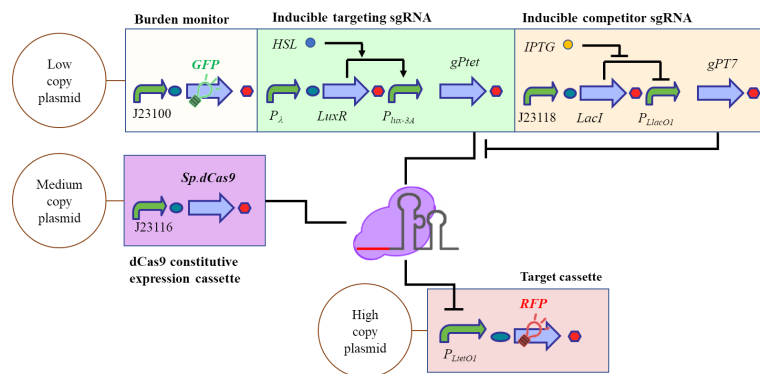 Burden monitor
Inducible targeting sgRNA
Inducible competitor sgRNA
Low
copy
plasmid
GFP
J23100
HSL
gPtet
Pλ
LuxR
Plux-3A
IPTG
gPT7
J23118
LacI
PLlacO1
Medium
copy
plasmid
Sp.dCas9
J23116
dCas9 constitutive
expression cassette
Target cassette
High
copy
plasmid
RFP
PLtetO1